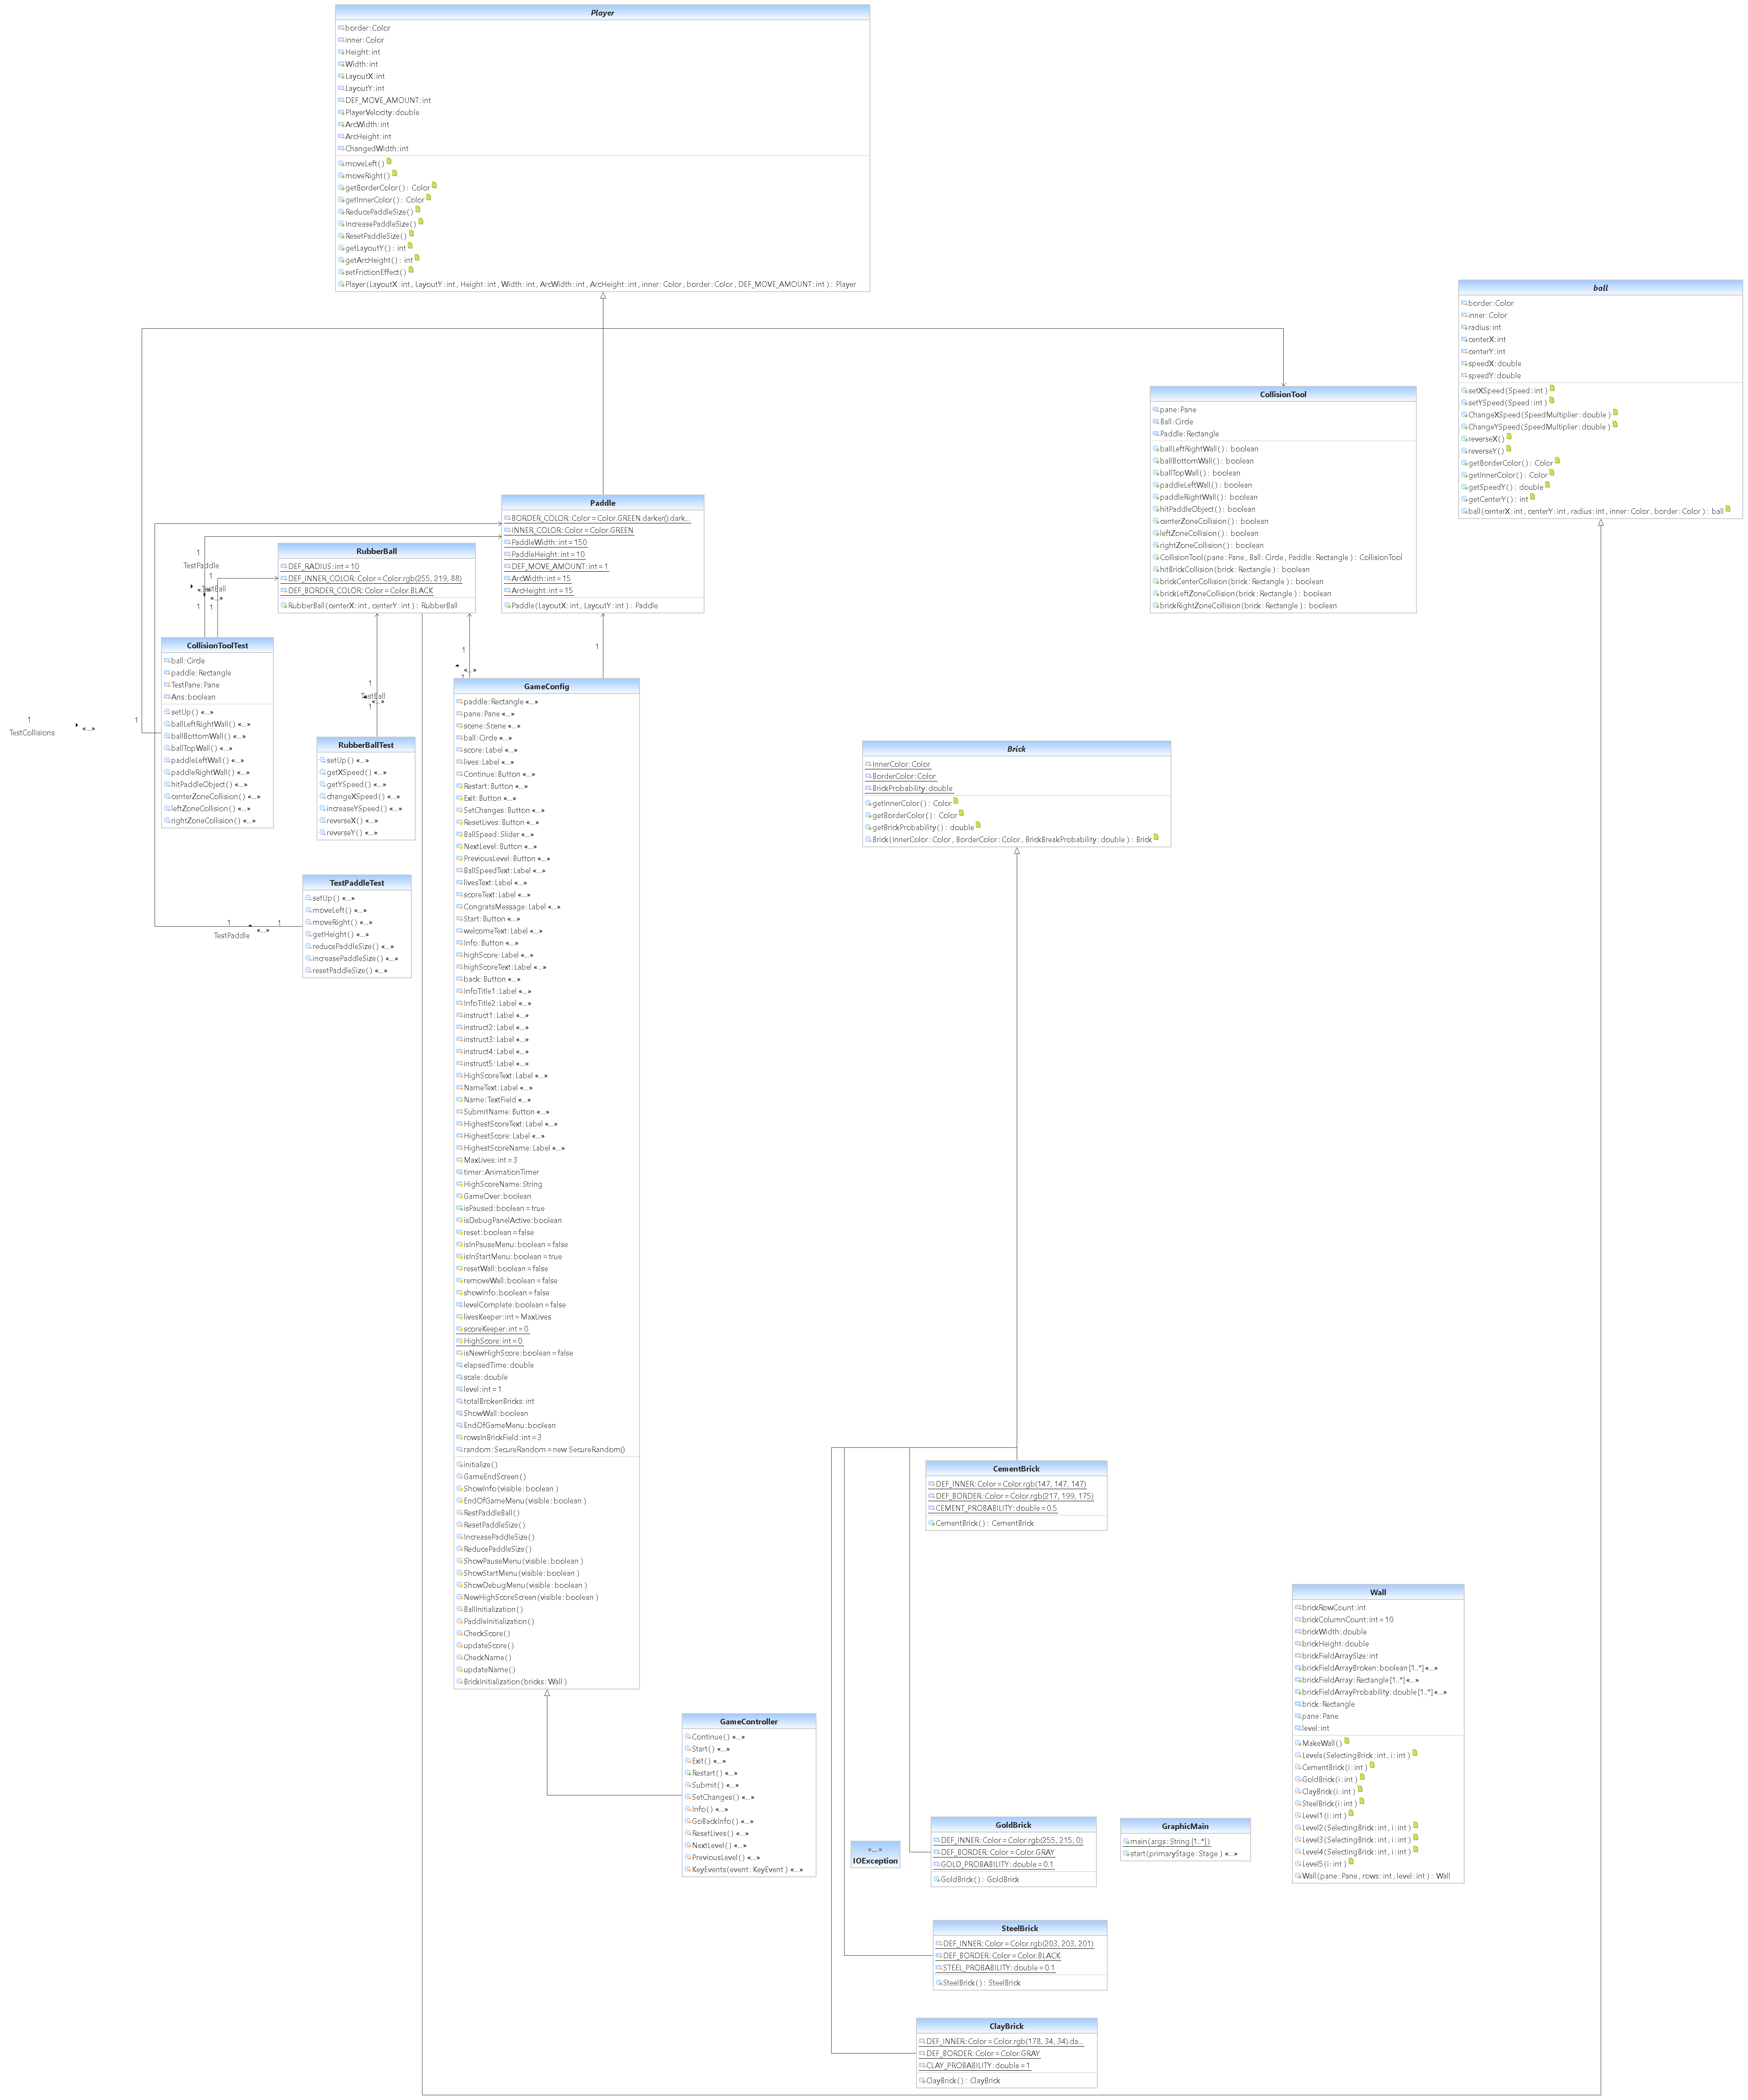 Player
border:Color
inner:Color
Height:int
Width:int
LayoutX:int
LayoutY:int
DEF_MOVE_AMOUNT:int
PlayerVelocity:double
ArcWidth:int
ArcHeight:int
ChangedWidth:int
moveLeft()
moveRight()
getBorderColor(): Color
getInnerColor(): Color
ReducePaddleSize()
IncreasePaddleSize()
ResetPaddleSize()
getLayoutY(): int
getArcHeight(): int
setFrictionEffect()
Player(LayoutX:int, LayoutY:int, Height:int, Width:int, ArcWidth:int, ArcHeight:int, inner:Color, border:Color, DEF_MOVE_AMOUNT:int): Player
ball
border:Color
inner:Color
radius:int
centerX:int
centerY:int
speedX:double
speedY:double
setXSpeed(Speed:int)
setYSpeed(Speed:int)
ChangeXSpeed(SpeedMultiplier:double)
ChangeYSpeed(SpeedMultiplier:double)
reverseX()
reverseY()
getBorderColor(): Color
getInnerColor(): Color
getSpeedY(): double
getCenterY(): int
ball(centerX:int, centerY:int, radius:int, inner:Color, border:Color): ball
CollisionTool
pane:Pane
Ball:Circle
Paddle:Rectangle
ballLeftRightWall(): boolean
ballBottomWall(): boolean
ballTopWall(): boolean
paddleLeftWall(): boolean
paddleRightWall(): boolean
hitPaddleObject(): boolean
centerZoneCollision(): boolean
leftZoneCollision(): boolean
rightZoneCollision(): boolean
CollisionTool(pane:Pane, Ball:Circle, Paddle:Rectangle): CollisionTool
hitBrickCollision(brick:Rectangle): boolean
brickCenterCollision(brick:Rectangle): boolean
brickLeftZoneCollision(brick:Rectangle): boolean
brickRightZoneCollision(brick:Rectangle): boolean
Paddle
BORDER_COLOR:Color=Color.GREEN.darker().dark...
INNER_COLOR:Color=Color.GREEN
PaddleWidth:int=150
PaddleHeight:int=10
DEF_MOVE_AMOUNT:int=1
ArcWidth:int=15
ArcHeight:int=15
Paddle(LayoutX:int, LayoutY:int): Paddle
RubberBall
DEF_RADIUS:int=10
DEF_INNER_COLOR:Color=Color.rgb(255, 219, 88)
DEF_BORDER_COLOR:Color=Color.BLACK
RubberBall(centerX:int, centerY:int): RubberBall
1
TestPaddle
1
TestBall
«...»
1
1
CollisionToolTest
ball:Circle
paddle:Rectangle
TestPane:Pane
Ans:boolean
setUp() «...»
ballLeftRightWall() «...»
ballBottomWall() «...»
ballTopWall() «...»
paddleLeftWall() «...»
paddleRightWall() «...»
hitPaddleObject() «...»
centerZoneCollision() «...»
leftZoneCollision() «...»
rightZoneCollision() «...»
1
TestCollisions
«...»
1
1
TestBall
«...»
1
1
«...»
1
1
RubberBallTest
setUp() «...»
getXSpeed() «...»
getYSpeed() «...»
changeXSpeed() «...»
increaseYSpeed() «...»
reverseX() «...»
reverseY() «...»
TestPaddleTest
setUp() «...»
moveLeft() «...»
moveRight() «...»
getHeight() «...»
reducePaddleSize() «...»
increasePaddleSize() «...»
resetPaddleSize() «...»
1
TestPaddle
«...»
1
GameConfig
paddle:Rectangle «...»
pane:Pane «...»
scene:Scene «...»
ball:Circle «...»
score:Label «...»
lives:Label «...»
Continue:Button «...»
Restart:Button «...»
Exit:Button «...»
SetChanges:Button «...»
ResetLives:Button «...»
BallSpeed:Slider «...»
NextLevel:Button «...»
PreviousLevel:Button «...»
BallSpeedText:Label «...»
livesText:Label «...»
scoreText:Label «...»
CongratsMessage:Label «...»
Start:Button «...»
welcomeText:Label «...»
Info:Button «...»
highScore:Label «...»
highScoreText:Label «...»
back:Button «...»
InfoTitle1:Label «...»
InfoTitle2:Label «...»
instruct1:Label «...»
instruct2:Label «...»
instruct3:Label «...»
instruct4:Label «...»
instruct5:Label «...»
HighScoreText:Label «...»
NameText:Label «...»
Name:TextField «...»
SubmitName:Button «...»
HighestScoreText:Label «...»
HighestScore:Label «...»
HighestScoreName:Label «...»
MaxLives:int=3
timer:AnimationTimer
HighScoreName:String
GameOver:boolean
isPaused:boolean=true
isDebugPanelActive:boolean
reset:boolean=false
isInPauseMenu:boolean=false
isInStartMenu:boolean=true
resetWall:boolean=false
removeWall:boolean=false
showInfo:boolean=false
levelComplete:boolean=false
livesKeeper:int=MaxLives
scoreKeeper:int=0
HighScore:int=0
isNewHighScore:boolean=false
elapsedTime:double
scale:double
level:int=1
totalBrokenBricks:int
ShowWall:boolean
EndOfGameMenu:boolean
rowsInBrickField:int=3
random:SecureRandom=new SecureRandom()
initialize()
GameEndScreen()
ShowInfo(visible:boolean)
EndOfGameMenu(visible:boolean)
RestPaddleBall()
ResetPaddleSize()
IncreasePaddleSize()
ReducePaddleSize()
ShowPauseMenu(visible:boolean)
ShowStartMenu(visible:boolean)
ShowDebugMenu(visible:boolean)
NewHighScoreScreen(visible:boolean)
BallInitialization()
PaddleInitialization()
CheckScore()
updateScore()
CheckName()
updateName()
BrickInitialization(bricks:Wall)
Brick
InnerColor:Color
BorderColor:Color
BrickProbability:double
getInnerColor(): Color
getBorderColor(): Color
getBrickProbability(): double
Brick(InnerColor:Color, BorderColor:Color, BrickBreakProbability:double): Brick
CementBrick
DEF_INNER:Color=Color.rgb(147, 147, 147)
DEF_BORDER:Color=Color.rgb(217, 199, 175)
CEMENT_PROBABILITY:double=0.5
CementBrick(): CementBrick
Wall
brickRowCount:int
brickColumnCount:int=10
brickWidth:double
brickHeight:double
brickFieldArraySize:int
brickFieldArrayBroken:boolean[1..*] «...»
brickFieldArray:Rectangle[1..*] «...»
brickFieldArrayProbability:double[1..*] «...»
brick:Rectangle
pane:Pane
level:int
MakeWall()
Levels(SelectingBrick:int, i:int)
CementBrick(i:int)
GoldBrick(i:int)
ClayBrick(i:int)
SteelBrick(i:int)
Level1(i:int)
Level2(SelectingBrick:int, i:int)
Level3(SelectingBrick:int, i:int)
Level4(SelectingBrick:int, i:int)
Level5(i:int)
Wall(pane:Pane, rows:int, level:int): Wall
GameController
Continue() «...»
Start() «...»
Exit() «...»
Restart() «...»
Submit() «...»
SetChanges() «...»
Info() «...»
GoBackInfo() «...»
ResetLives() «...»
NextLevel() «...»
PreviousLevel() «...»
KeyEvents(event:KeyEvent) «...»
«...»
IOException
GoldBrick
DEF_INNER:Color=Color.rgb(255, 215, 0)
DEF_BORDER:Color=Color.GRAY
GOLD_PROBABILITY:double=0.1
GoldBrick(): GoldBrick
GraphicMain
main(args:String[1..*])
start(primaryStage:Stage) «...»
SteelBrick
DEF_INNER:Color=Color.rgb(203, 203, 201)
DEF_BORDER:Color=Color.BLACK
STEEL_PROBABILITY:double=0.1
SteelBrick(): SteelBrick
ClayBrick
DEF_INNER:Color=Color.rgb(178, 34, 34).da...
DEF_BORDER:Color=Color.GRAY
CLAY_PROBABILITY:double=1
ClayBrick(): ClayBrick